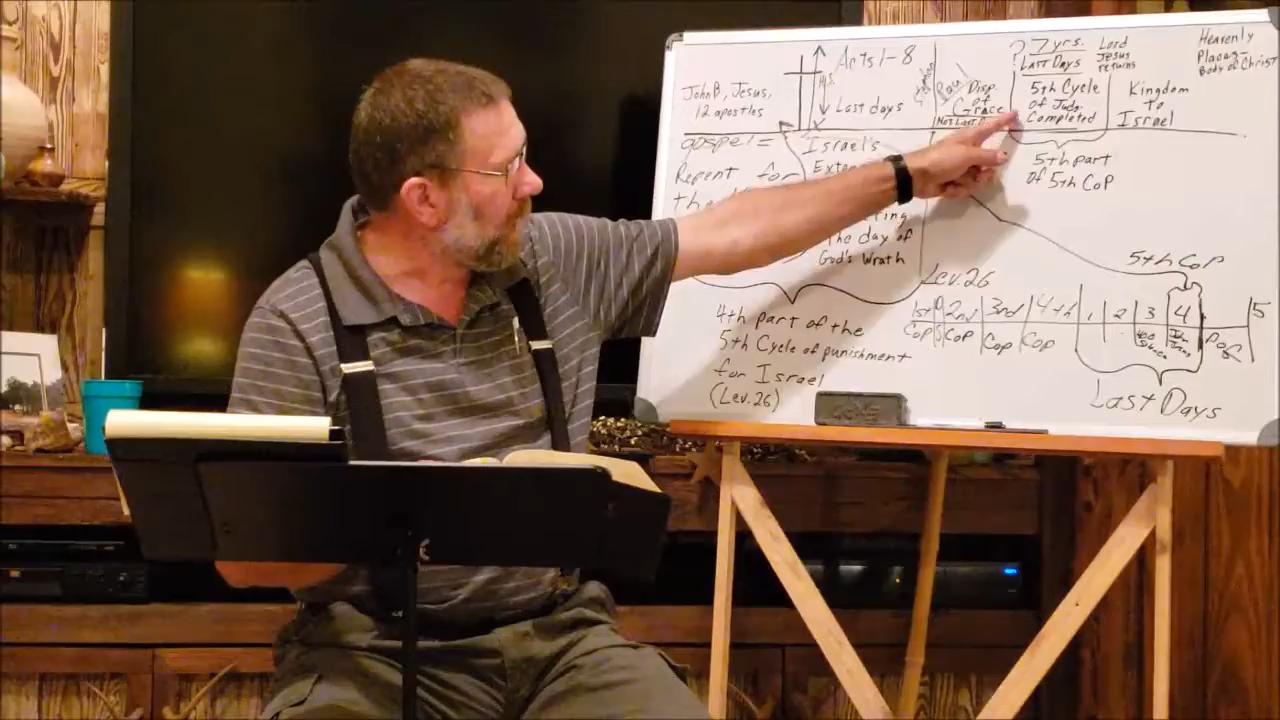 John B, Jesus,
12 apostles
Acts 1-8
H.S.
Last days
Stephen
Paul
Disp.
of
Grace
Not Last
?
7 yrs.
LAST DAYS
5th Cycle
of Judg.
Completed
Lord
Jesus
returns
Kingdom
to
Israel
Heavenly
Places-
Body of Christ
gospel =
Repent for
the
Israel's
the day of
God's Wrath
5th part
of 5th CoP
4th part of the
5th Cycle of punishment
for Israel
(Lev. 26)
Lev. 26
1st 2nd 3rd 4th 1 2 3 4 5
CoP CoP CoP CoP
5th CoP
Last Days